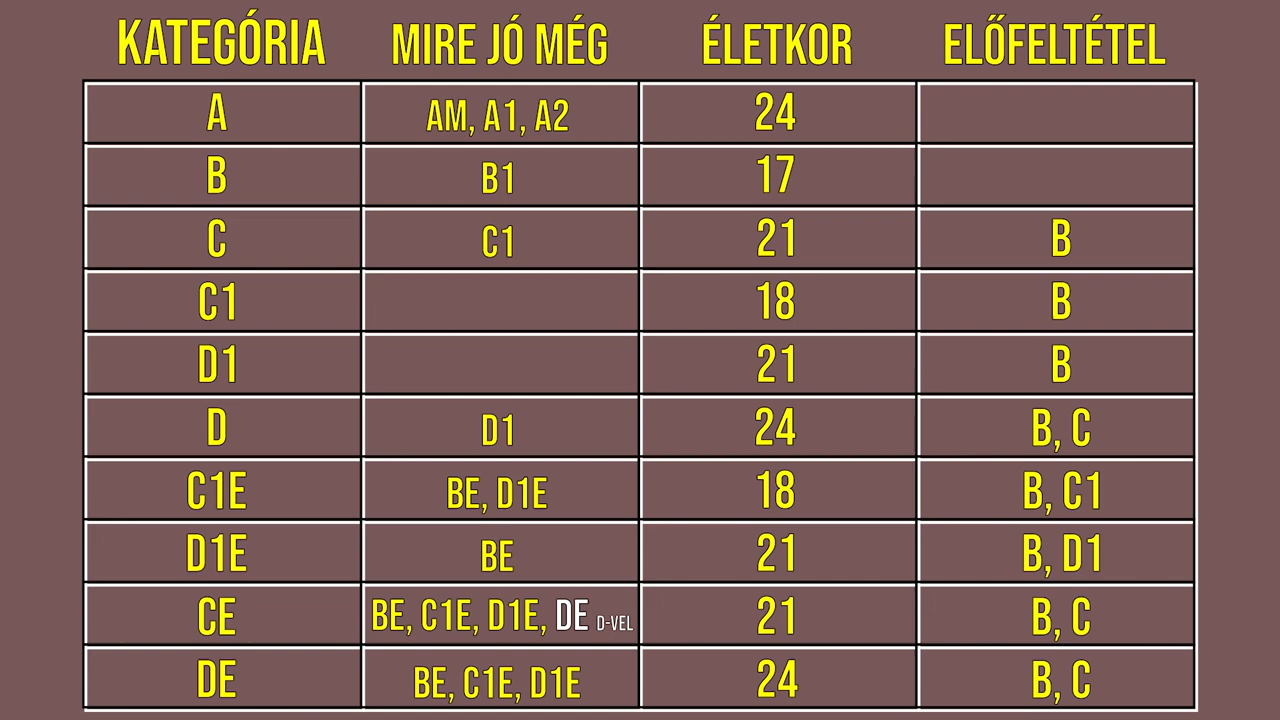 KATEGÓRIA MIRE JÓ MÉG ÉLETKOR ELŐFELTÉTEL
A AM, A1, A2 24
B B1 17
C C1 21 B
C1 18 B
D1 21 B
D D1 24 B, C
C1E BE, D1E 18 B, C1
D1E BE 21 B, D1
CE BE, C1E, D1E, DE D-VEL 21 B, C
DE BE, C1E, D1E 24 B, C